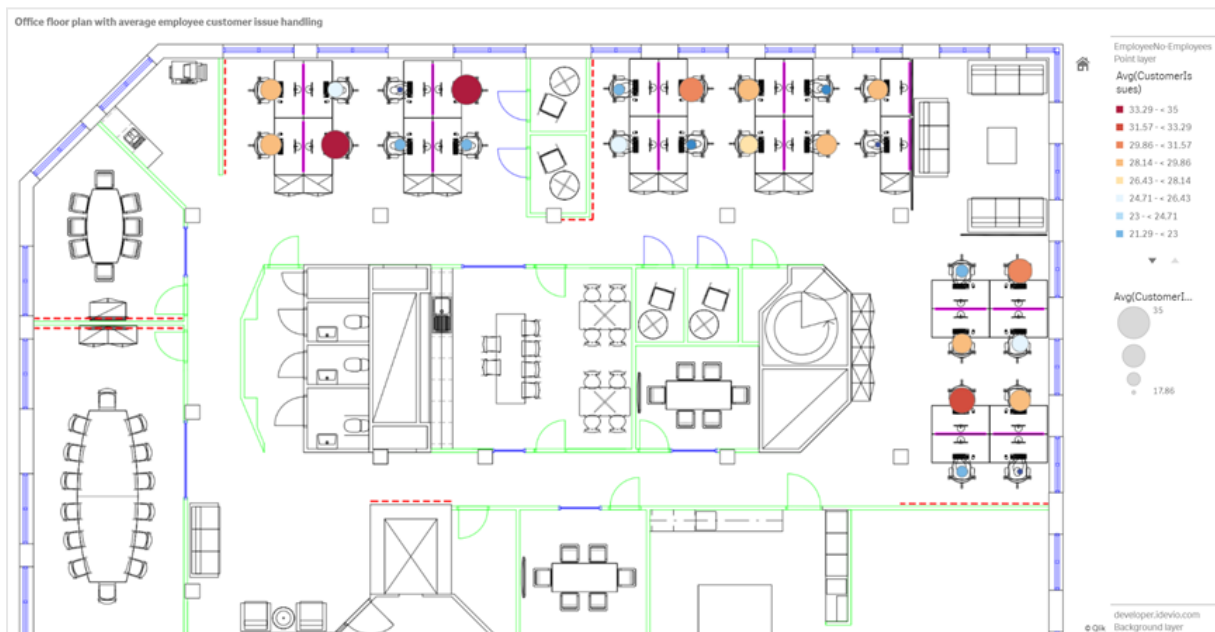 Office floor plan with average employee customer issue handling
EmployeeNo-Employees
Point layer
Avg(CustomerIs
sues)
33.29 - < 35
31.57 - < 33.29
29.86 - < 31.57
28.14 - < 29.86
26.43 - < 28.14
24.71 - < 26.43
23 - < 24.71
21.29 - < 23
Avg(CustomerI...
35
17.86
developer.idevio.com
© Qlik Background layer